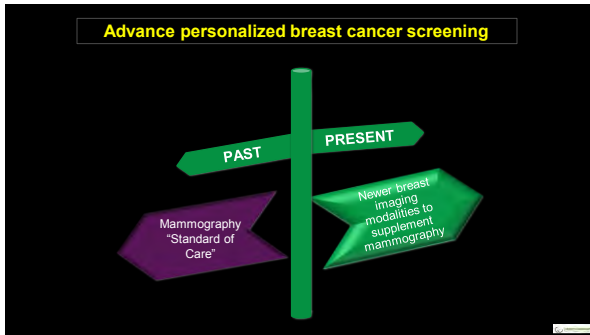 Advance personalized breast cancer screening
PAST
PRESENT
Mammography
“Standard of
Care”
Newer breast
imaging
modalities to
supplement
mammography